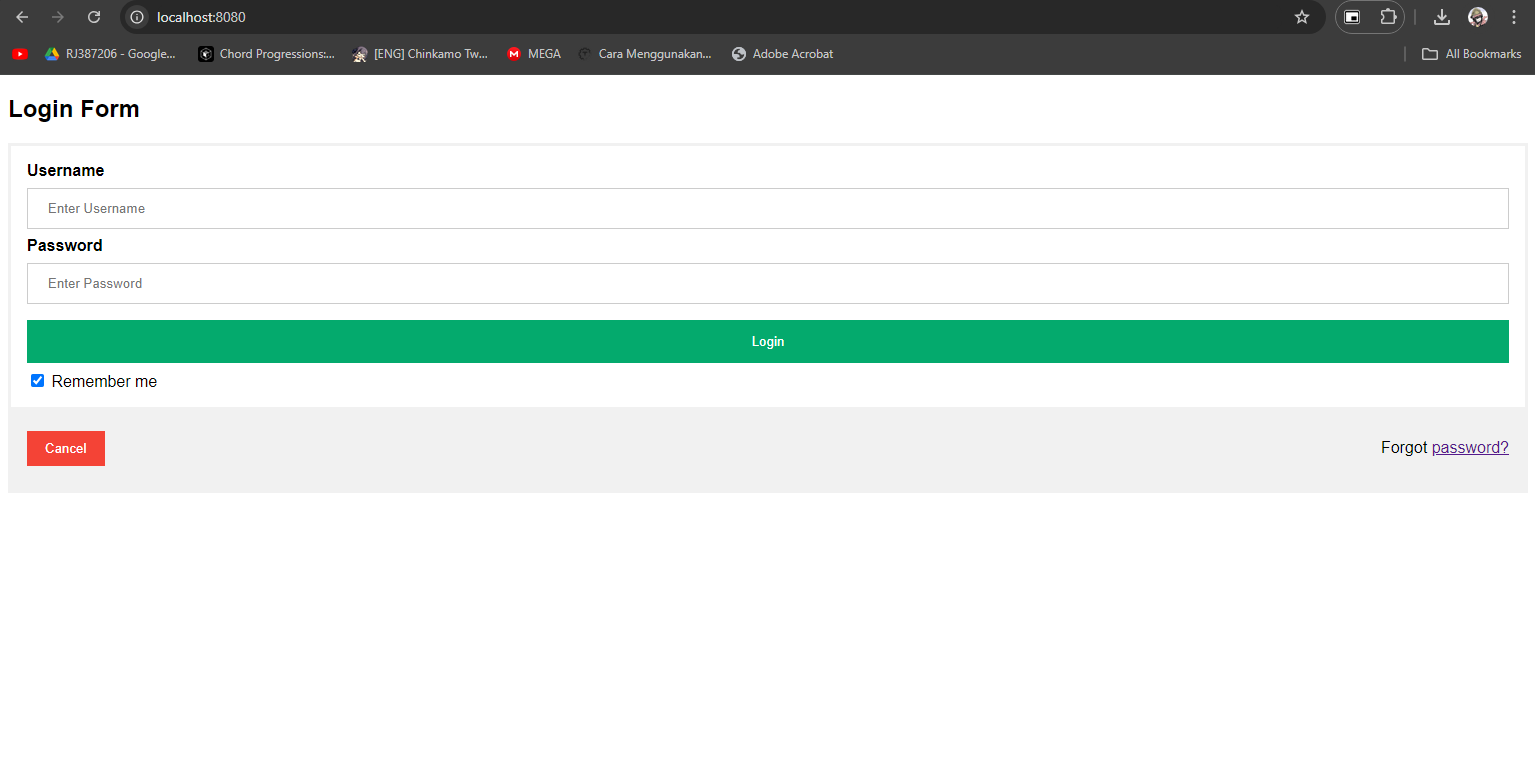 localhost:8080
RJ387206 - Google... Chord Progressions:... [ENG] Chinkamo Tw... MEGA Cara Menggunakan... Adobe Acrobat All Bookmarks
Login Form
Username
Enter Username
Password
Enter Password
Login
Remember me
Cancel Forgot password?